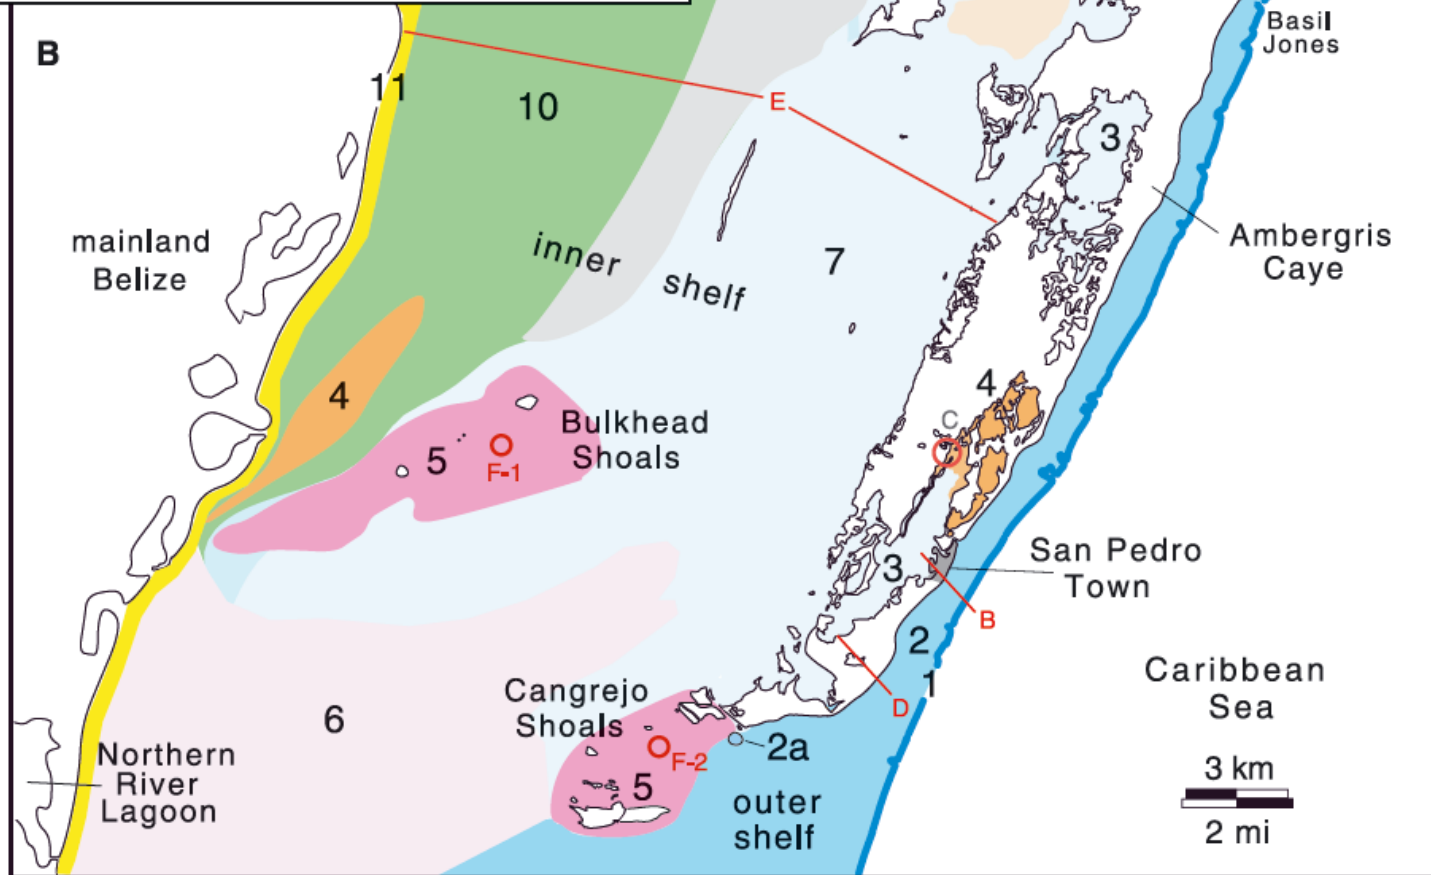 B
Basil
Jones
11
10
E
3
mainland
Belize
inner
shelf
7
Ambergris
Caye
4
4
C
Bulkhead
Shoals
5
F-1
San Pedro
Town
3
B
2
1
Caribbean
Sea
Cangrejo
Shoals
D
6
F-2
2a
5
Northern
River
Lagoon
outer
shelf
3 km
2 mi